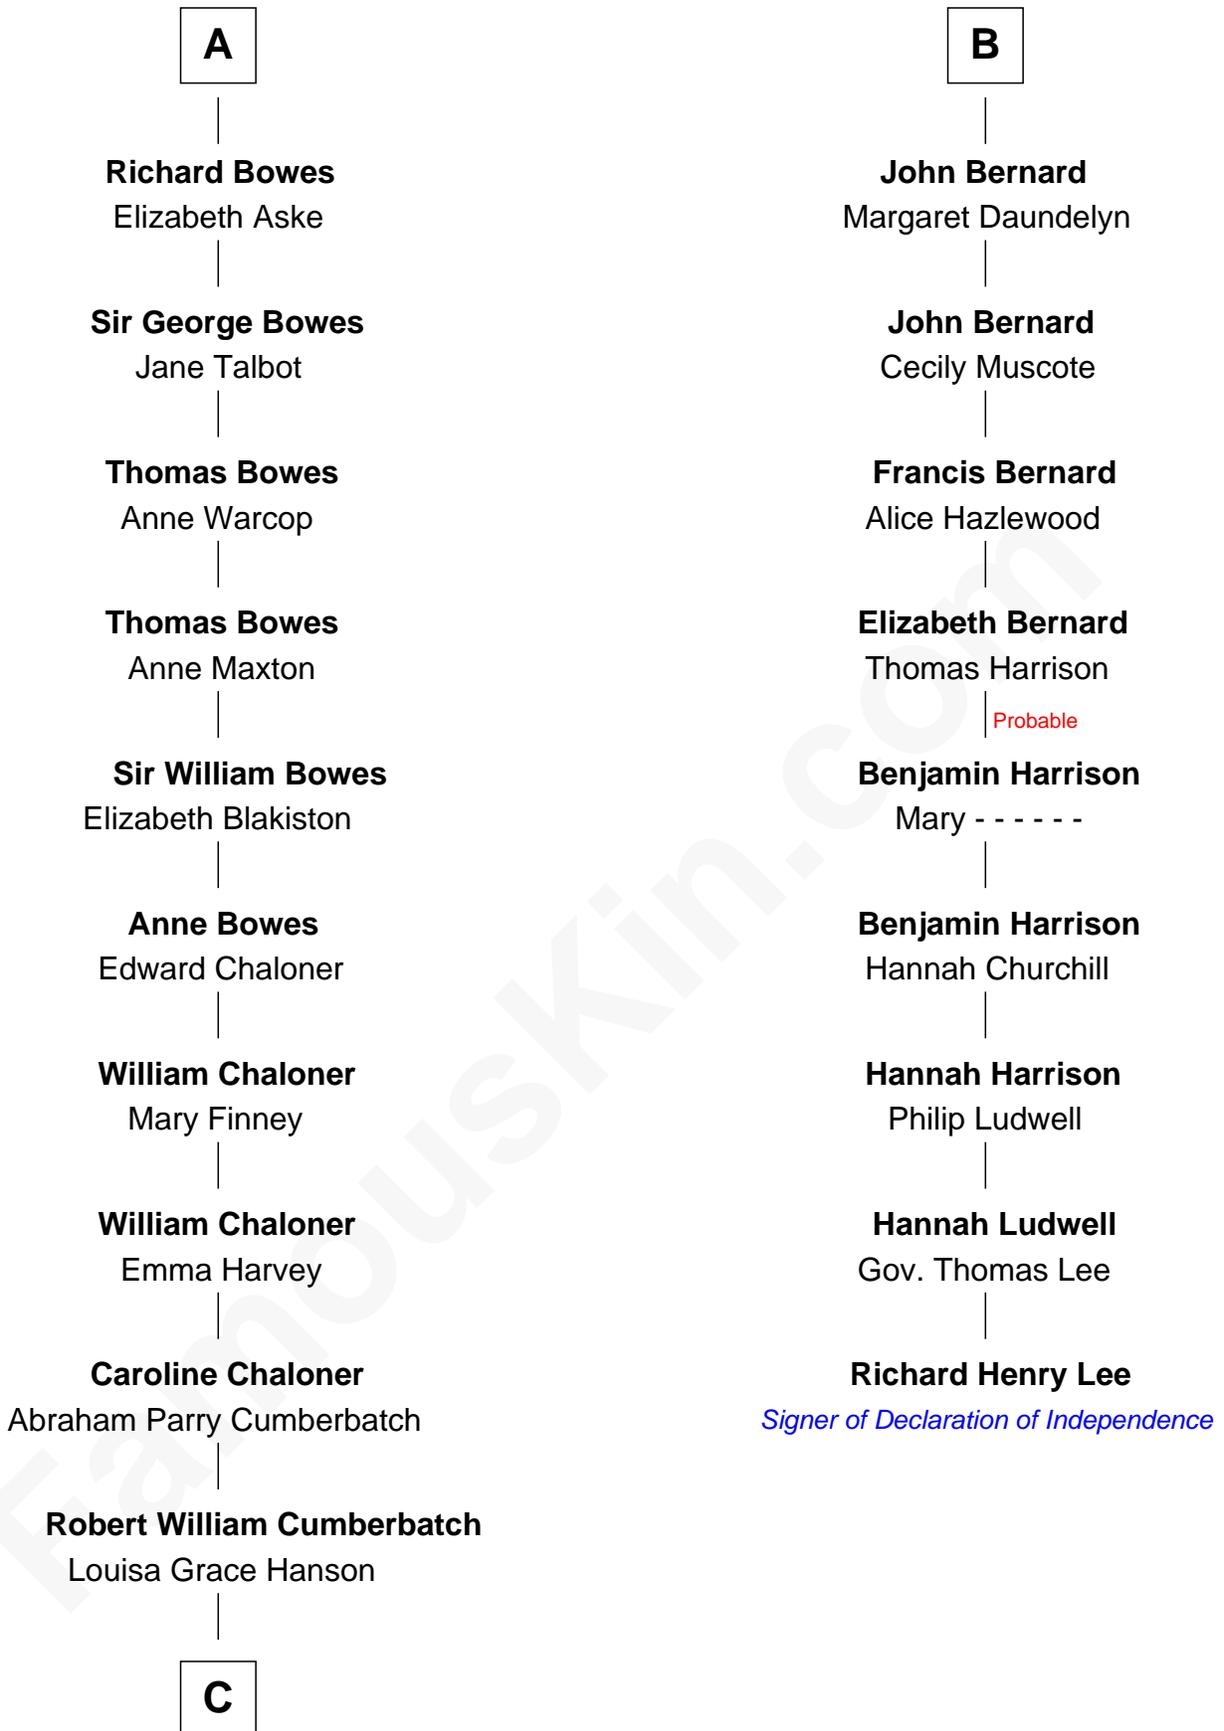 A
Richard Bowes
Elizabeth Aske
Sir George Bowes
Jane Talbot
Thomas Bowes
Anne Warcop
Thomas Bowes
Anne Maxton
Sir William Bowes
Elizabeth Blakiston
Anne Bowes
Edward Chaloner
William Chaloner
Mary Finney
William Chaloner
Emma Harvey
Caroline Chaloner
Abraham Parry Cumberbatch
Robert William Cumberbatch
Louisa Grace Hanson
C
B
John Bernard
Margaret Daundelyn
John Bernard
Cecily Muscote
Francis Bernard
Alice Hazlewood
Elizabeth Bernard
Thomas Harrison
Probable
Benjamin Harrison
Mary - - - - - -
Benjamin Harrison
Hannah Churchill
Hannah Harrison
Philip Ludwell
Hannah Ludwell
Gov. Thomas Lee
Richard Henry Lee
Signer of Declaration of Independence
FamousKin.com